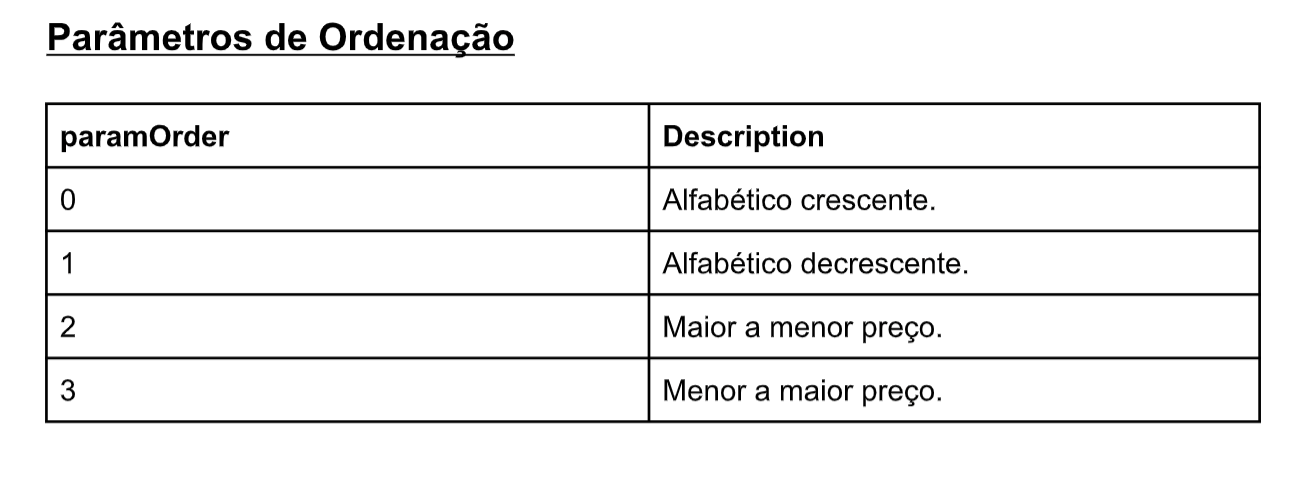 Parâmetros de Ordenação
paramOrder Description
0 Alfabético crescente.
1 Alfabético decrescente.
2 Maior a menor preço.
3 Menor a maior preço.